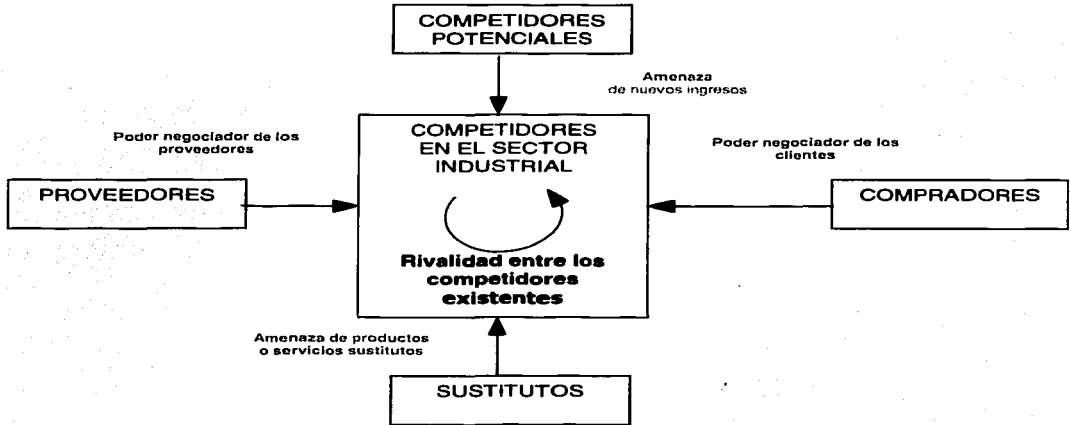 COMPETIDORES
POTENCIALES
Amenaza
de nuevos ingresos
Poder negociador de los
proveedores
COMPETIDORES
EN EL SECTOR
INDUSTRIAL
Poder negociador de los
clientes
PROVEEDORES
COMPRADORES
Rivalidad entre los
competidores
existentes
Amenaza de productos
o servicios sustitutos
SUSTITUTOS